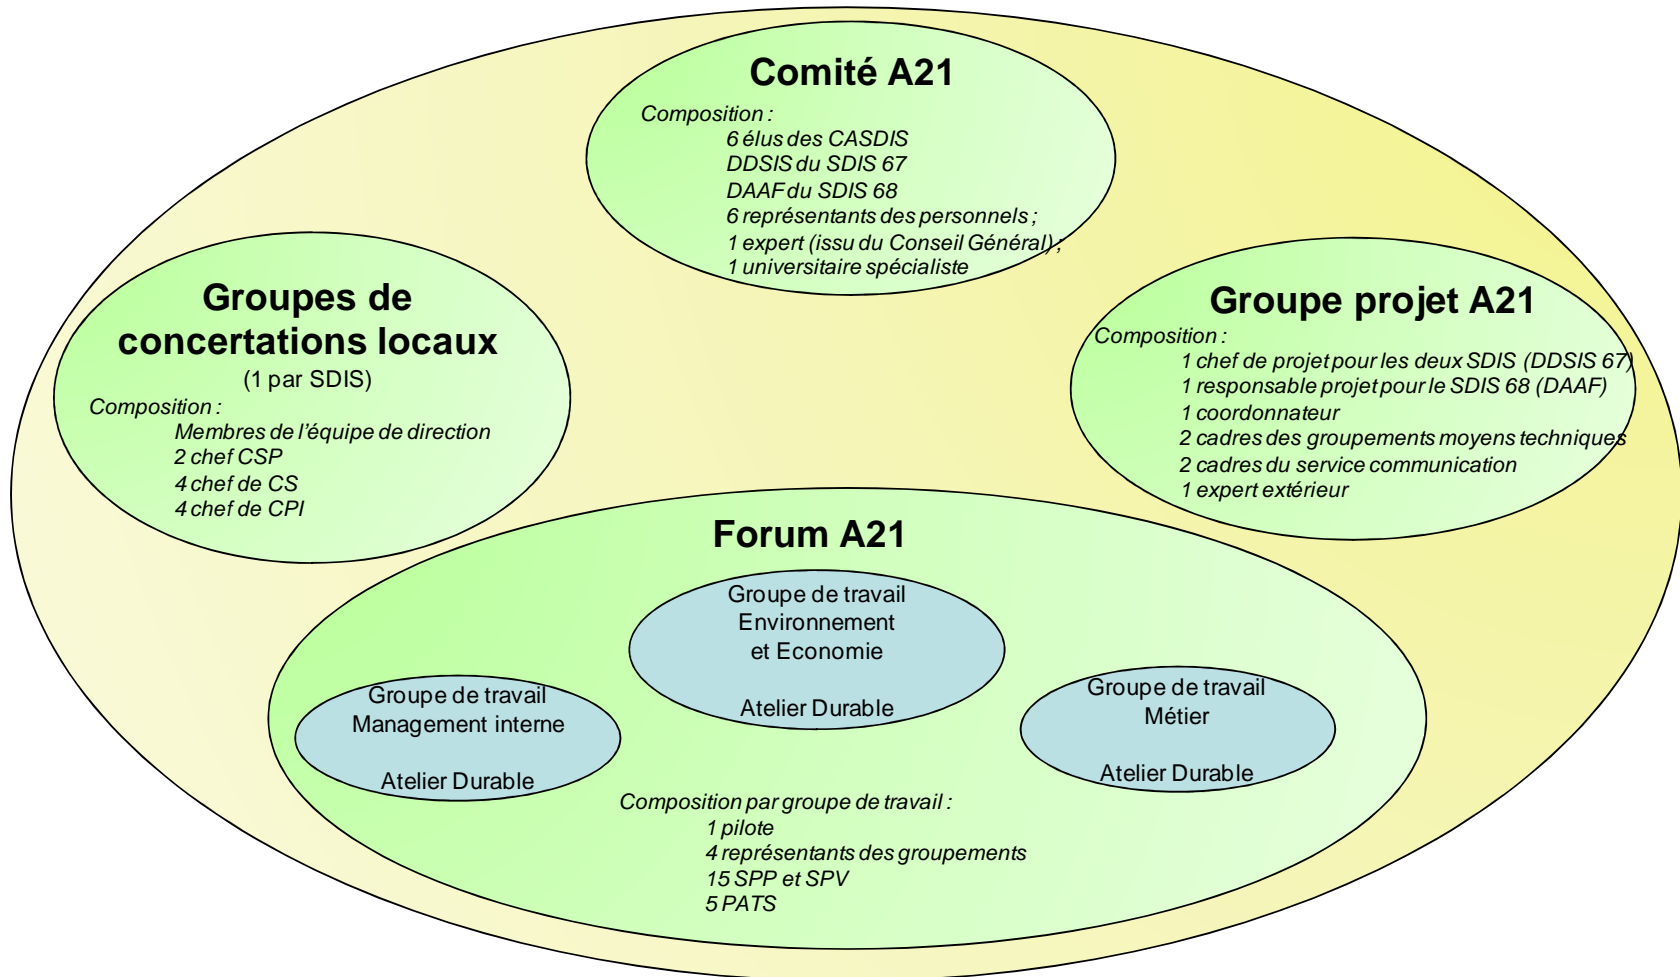 Comité A21
Composition :
6 élus des CASDIS
DDSIS du SDIS 67
DAAF du SDIS 68
6 représentants des personnels ;
1 expert (issu du Conseil Général) ;
1 universitaire spécialiste
Groupes de
concertations locaux
(1 par SDIS)
Composition :
Membres de l'équipe de direction
2 chef CSP
4 chef de CS
4 chef de CPI
Groupe projet A21
Composition :
1 chef de projet pour les deux SDIS (DDSIS 67)
1 responsable projet pour le SDIS 68 (DAAF)
1 coordonnateur
2 cadres des groupements moyens techniques
2 cadres du service communication
1 expert extérieur
Forum A21
Groupe de travail
Environnement
et Economie
Atelier Durable
Groupe de travail
Management interne
Atelier Durable
Groupe de travail
Métier
Atelier Durable
Composition par groupe de travail :
1 pilote
4 représentants des groupements
15 SPP et SPV
5 PATS